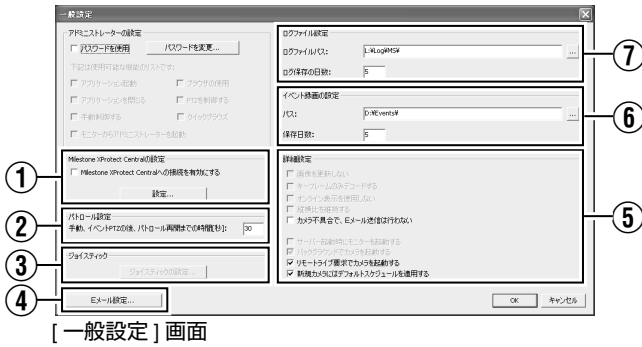 一般設定
アドミニストレーターの設定
パスワードを使用
パスワードを変更...
下記は使用可能な機能のリストです:
アプリケーション起動
ブラウザの使用
アプリケーションを閉じる
PTZを制御する
手動制御する
クイックブラウズ
モニターからアドミニストレーターを起動
① Milestone XProtect Centralの設定
Milestone XProtect Centralへの接続を有効にする
設定...
② パトロール設定
手動、イベントPTZの後、パトロール再開までの時間[秒]: 30
③ ジョイスティック
ジョイスティックの設定...
④ Eメール設定...
ログファイル設定 ⑦
ログファイルパス: L:¥Log¥MS¥ ...
ログ保存の日数: 5
イベント録画の設定 ⑥
パス: D:¥Events¥ ...
保存日数: 5
詳細設定 ⑤
画像を更新しない
キーフレームのみデコードする
オンライン表示を使用しない
縦横比を維持する
カメラ不具合で、Eメール送信は行わない
サーバー起動時にモニターを起動する
バックグラウンドでカメラを起動する
リモートライブ要求でカメラを起動する
新規カメラにはデフォルトスケジュールを適用する
OK キャンセル
[ 一般設定 ] 画面